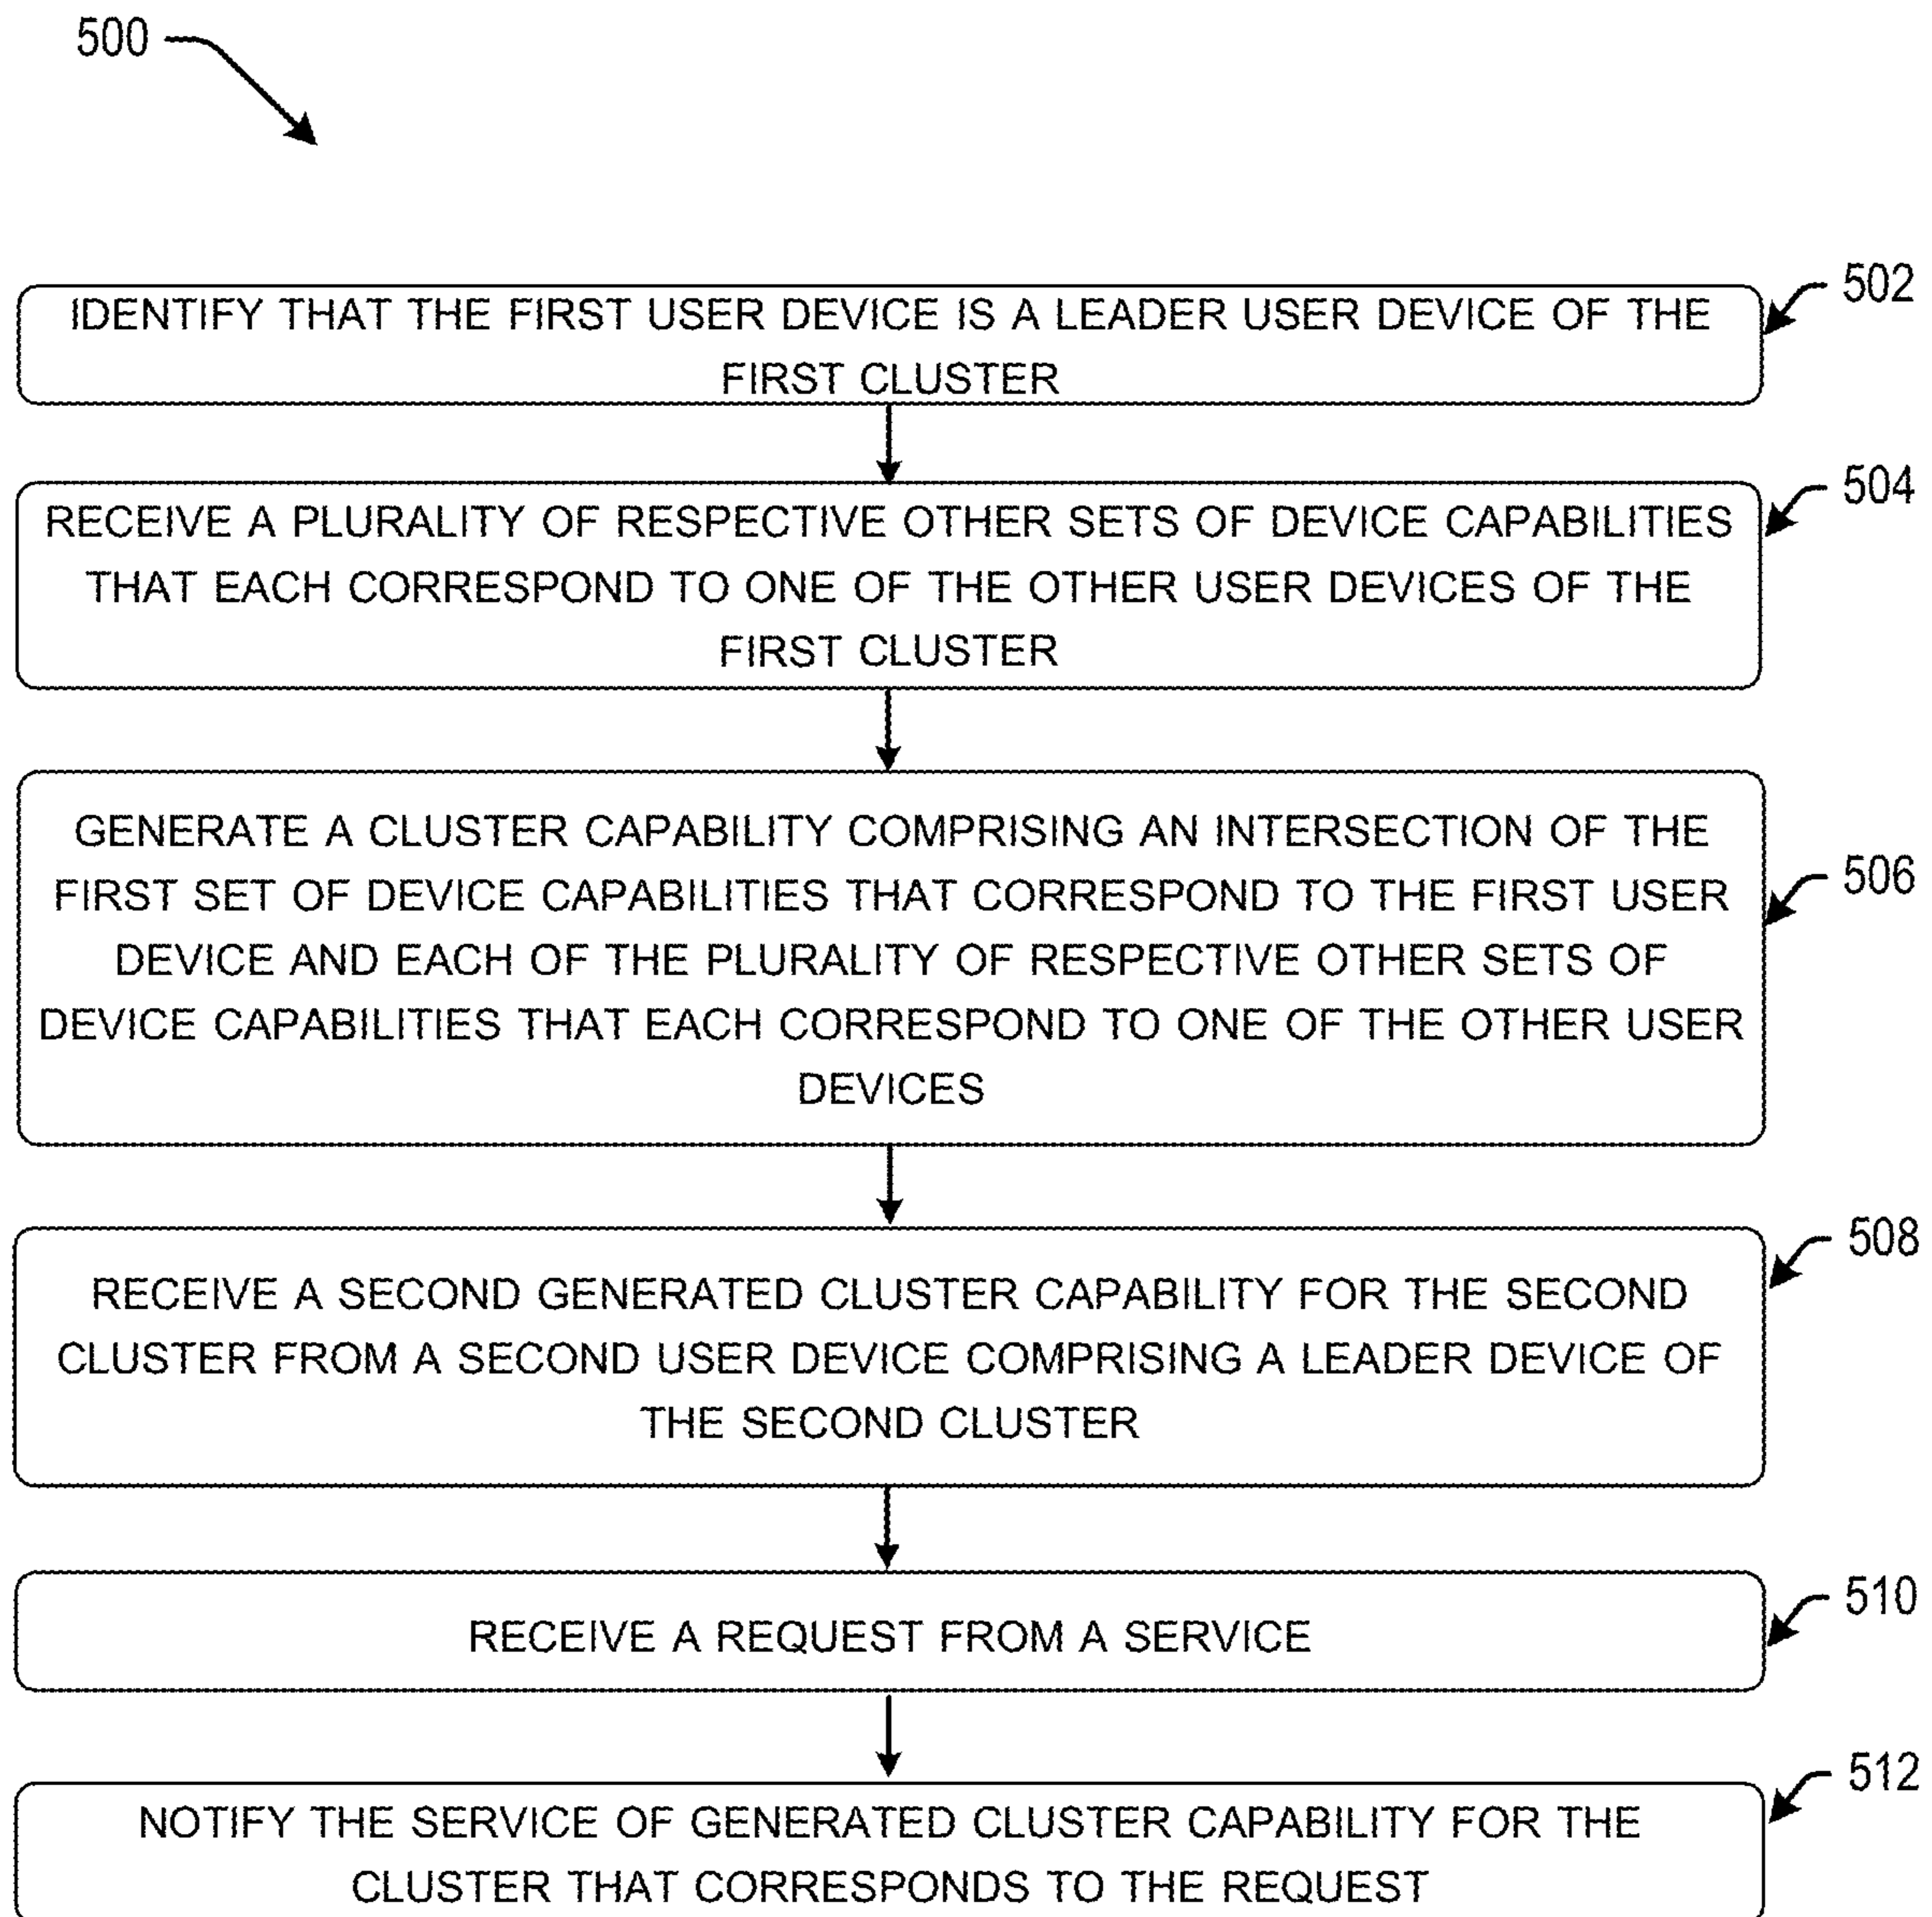 500
502
IDENTIFY THAT THE FIRST USER DEVICE IS A LEADER USER DEVICE OF THE
FIRST CLUSTER
504
RECEIVE A PLURALITY OF RESPECTIVE OTHER SETS OF DEVICE CAPABILITIES
THAT EACH CORRESPOND TO ONE OF THE OTHER USER DEVICES OF THE
FIRST CLUSTER
506
GENERATE A CLUSTER CAPABILITY COMPRISING AN INTERSECTION OF THE
FIRST SET OF DEVICE CAPABILITIES THAT CORRESPOND TO THE FIRST USER
DEVICE AND EACH OF THE PLURALITY OF RESPECTIVE OTHER SETS OF
DEVICE CAPABILITIES THAT EACH CORRESPOND TO ONE OF THE OTHER USER
DEVICES
508
RECEIVE A SECOND GENERATED CLUSTER CAPABILITY FOR THE SECOND
CLUSTER FROM A SECOND USER DEVICE COMPRISING A LEADER DEVICE OF
THE SECOND CLUSTER
510
RECEIVE A REQUEST FROM A SERVICE
512
NOTIFY THE SERVICE OF GENERATED CLUSTER CAPABILITY FOR THE
CLUSTER THAT CORRESPONDS TO THE REQUEST